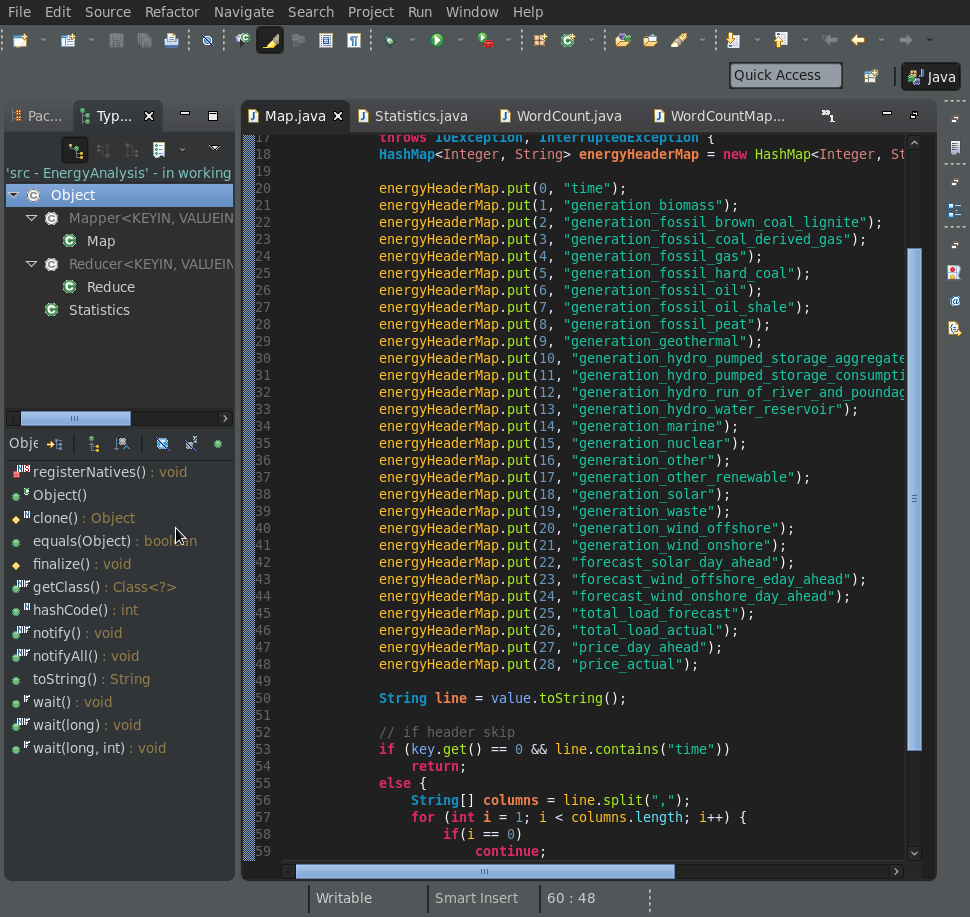 File Edit Source Refactor Navigate Search Project Run Window Help
Quick Access
Java
Pac...
Typ...
Map.java
Statistics.java
WordCount.java
WordCountMap...
'src - EnergyAnalysis' - in working
Object
Mapper<KEYIN, VALUEIN
Map
Reducer<KEYIN, VALUEIN
Reduce
Statistics
Obje
registerNatives() : void
Object()
clone() : Object
equals(Object) : boolean
finalize() : void
getClass() : Class<?>
hashCode() : int
notify() : void
notifyAll() : void
toString() : String
wait() : void
wait(long) : void
wait(long, int) : void
17 throws IOException, InterruptedException {
18 HashMap<Integer, String> energyHeaderMap = new HashMap<Integer, St
19
20 energyHeaderMap.put(0, "time");
21 energyHeaderMap.put(1, "generation_biomass");
22 energyHeaderMap.put(2, "generation_fossil_brown_coal_lignite");
23 energyHeaderMap.put(3, "generation_fossil_coal_derived_gas");
24 energyHeaderMap.put(4, "generation_fossil_gas");
25 energyHeaderMap.put(5, "generation_fossil_hard_coal");
26 energyHeaderMap.put(6, "generation_fossil_oil");
27 energyHeaderMap.put(7, "generation_fossil_oil_shale");
28 energyHeaderMap.put(8, "generation_fossil_peat");
29 energyHeaderMap.put(9, "generation_geothermal");
30 energyHeaderMap.put(10, "generation_hydro_pumped_storage_aggregate
31 energyHeaderMap.put(11, "generation_hydro_pumped_storage_consumpti
32 energyHeaderMap.put(12, "generation_hydro_run_of_river_and_poundag
33 energyHeaderMap.put(13, "generation_hydro_water_reservoir");
34 energyHeaderMap.put(14, "generation_marine");
35 energyHeaderMap.put(15, "generation_nuclear");
36 energyHeaderMap.put(16, "generation_other");
37 energyHeaderMap.put(17, "generation_other_renewable");
38 energyHeaderMap.put(18, "generation_solar");
39 energyHeaderMap.put(19, "generation_waste");
40 energyHeaderMap.put(20, "generation_wind_offshore");
41 energyHeaderMap.put(21, "generation_wind_onshore");
42 energyHeaderMap.put(22, "forecast_solar_day_ahead");
43 energyHeaderMap.put(23, "forecast_wind_offshore_eday_ahead");
44 energyHeaderMap.put(24, "forecast_wind_onshore_day_ahead");
45 energyHeaderMap.put(25, "total_load_forecast");
46 energyHeaderMap.put(26, "total_load_actual");
47 energyHeaderMap.put(27, "price_day_ahead");
48 energyHeaderMap.put(28, "price_actual");
49
50 String line = value.toString();
51
52 // if header skip
53 if (key.get() == 0 && line.contains("time"))
54 return;
55 else {
56 String[] columns = line.split(",");
57 for (int i = 1; i < columns.length; i++) {
58 if(i == 0)
59 continue;
Writable
Smart Insert
60 : 48